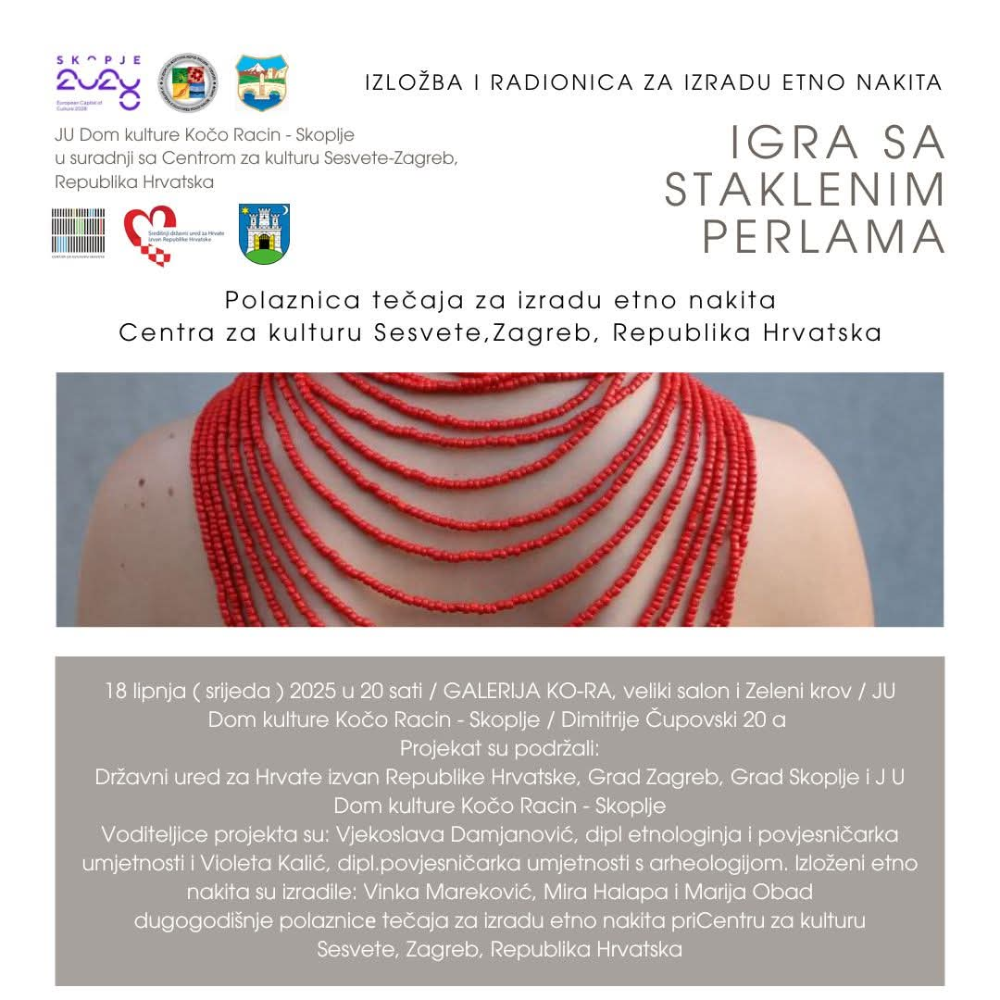 SKOPJE
2028
European Capital of
Culture 2028
IZLOŽBA I RADIONICA ZA IZRADU ETNO NAKITA
JU Dom kulture Kočo Racin - Skoplje
u suradnji sa Centrom za kulturu Sesvete-Zagreb,
Republika Hrvatska
IGRA SA
STAKLENIM
PERLAMA
Središnji državni ured za Hrvate
izvan Republike Hrvatske
CENTAR ZA KULTURU SESVETE
Polaznica tečaja za izradu etno nakita
Centra za kulturu Sesvete,Zagreb, Republika Hrvatska
18 lipnja ( srijeda ) 2025 u 20 sati / GALERIJA KO-RA, veliki salon i Zeleni krov / JU
Dom kulture Kočo Racin - Skoplje / Dimitrije Čupovski 20 a
Projekat su podržali:
Državni ured za Hrvate izvan Republike Hrvatske, Grad Zagreb, Grad Skoplje i J U
Dom kulture Kočo Racin - Skoplje
Voditeljice projekta su: Vjekoslava Damjanović, dipl etnologinja i povjesničarka
umjetnosti i Violeta Kalić, dipl.povjesničarka umjetnosti s arheologijom. Izloženi etno
nakita su izradile: Vinka Mareković, Mira Halapa i Marija Obad
dugogodišnje polaznice tečaja za izradu etno nakita priCentru za kulturu
Sesvete, Zagreb, Republika Hrvatska